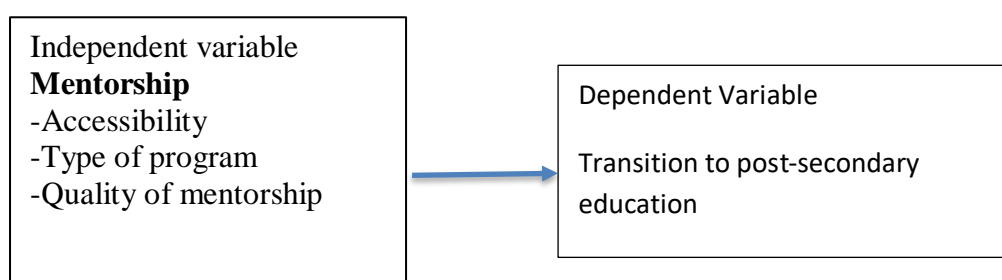 Independent variable
Mentorship
-Accessibility
-Type of program
-Quality of mentorship
Dependent Variable
Transition to post-secondary
education